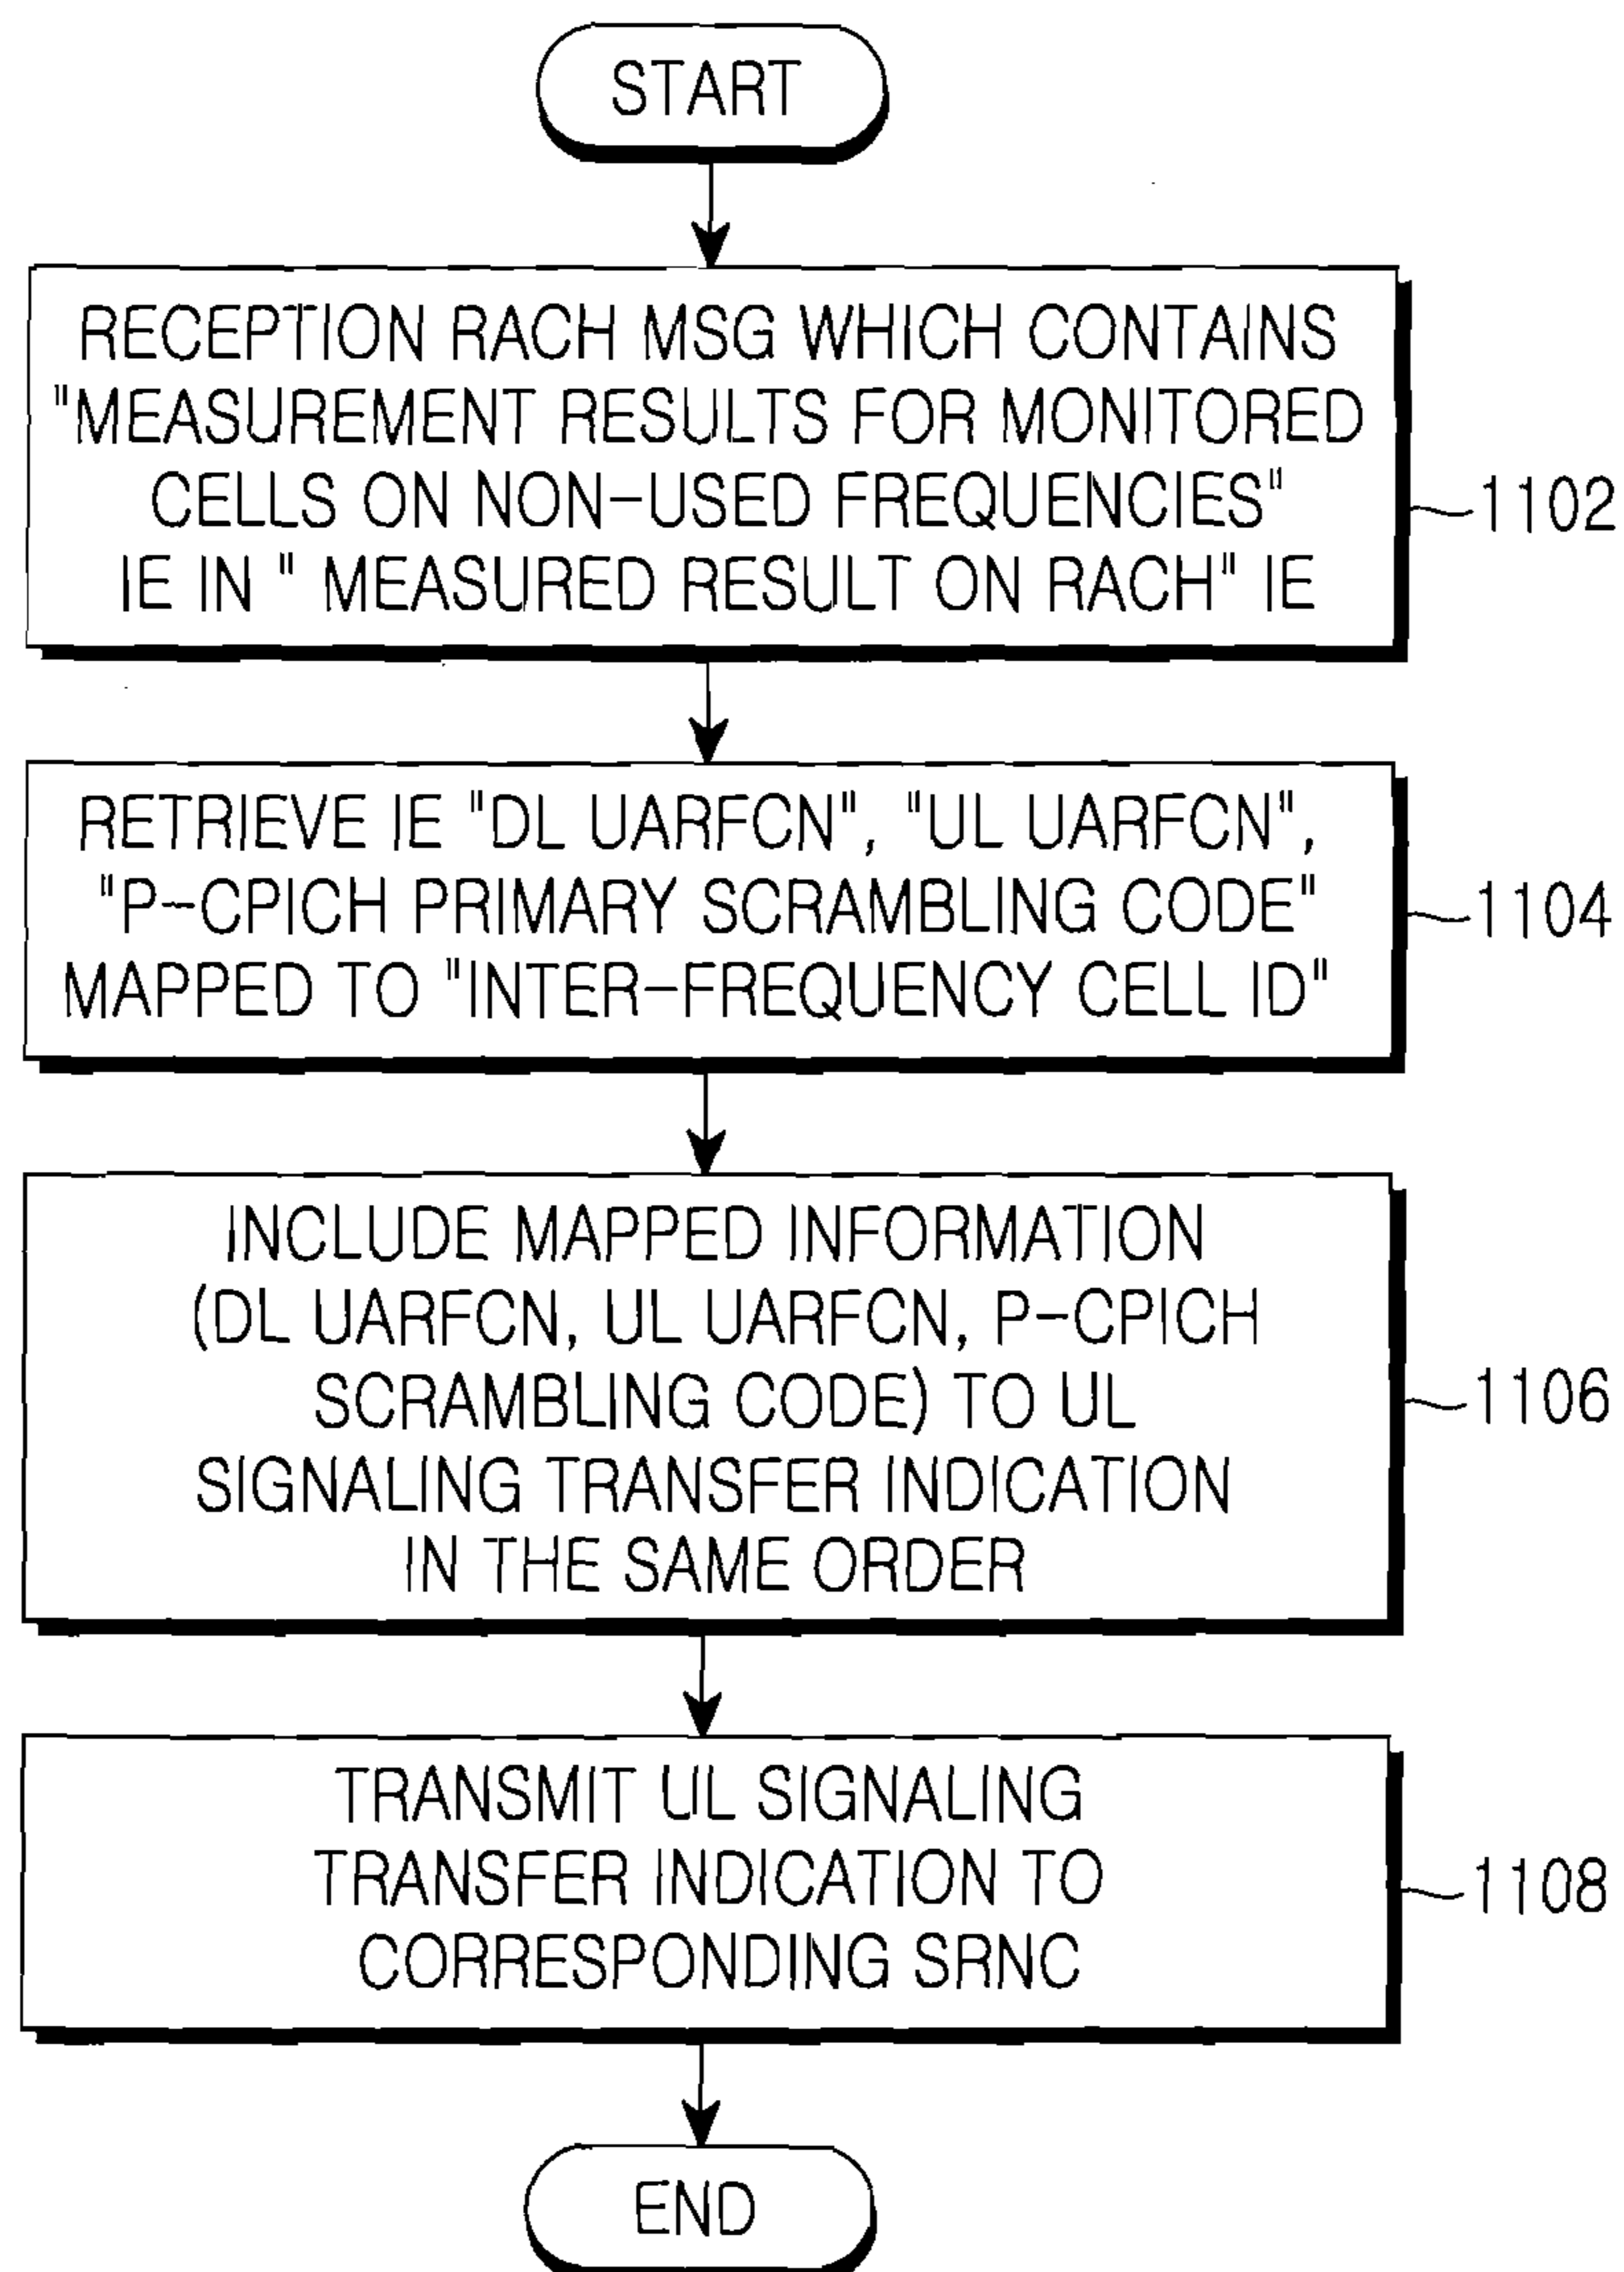 START
RECEPTION RACH MSG WHICH CONTAINS
"MEASUREMENT RESULTS FOR MONITORED
CELLS ON NON-USED FREQUENCIES"
IE IN " MEASURED RESULT ON RACH" IE
1102
RETRIEVE IE "DL UARFCN", "UL UARFCN",
"P-CPICH PRIMARY SCRAMBLING CODE"
MAPPED TO "INTER-FREQUENCY CELL ID"
1104
INCLUDE MAPPED INFORMATION
(DL UARFCN, UL UARFCN, P-CPICH
SCRAMBLING CODE) TO UL
SIGNALING TRANSFER INDICATION
IN THE SAME ORDER
1106
TRANSMIT UL SIGNALING
TRANSFER INDICATION TO
CORRESPONDING SRNC
1108
END